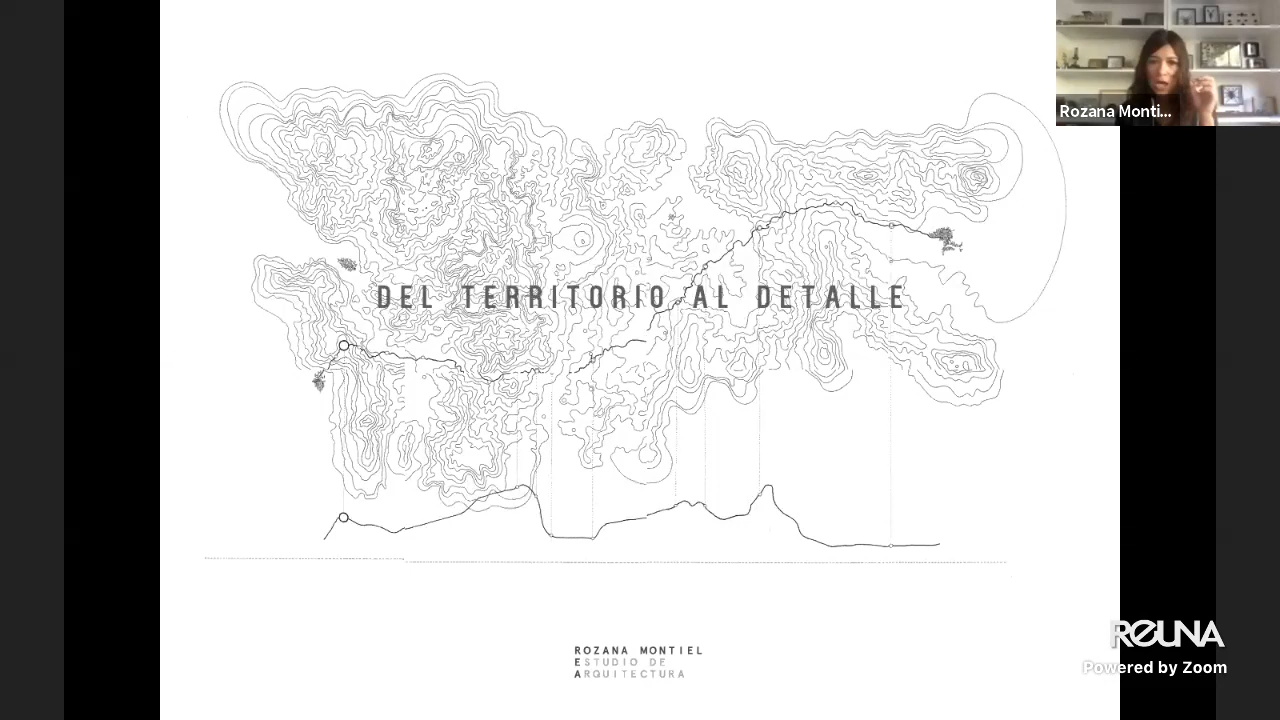 Rozana Monti...
DEL TERRITORIO AL DETALLE
ROZANA MONTIEL
ESTUDIO DE
ARQUITECTURA
REUNA
Powered by Zoom